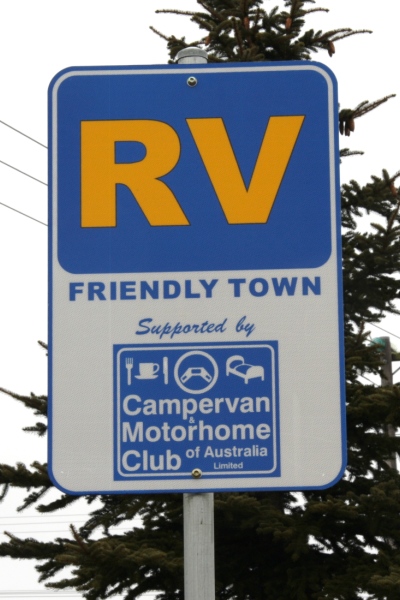 RV
FRIENDLY TOWN
Supported by
Campervan
&
Motorhome
Club of Australia
Limited